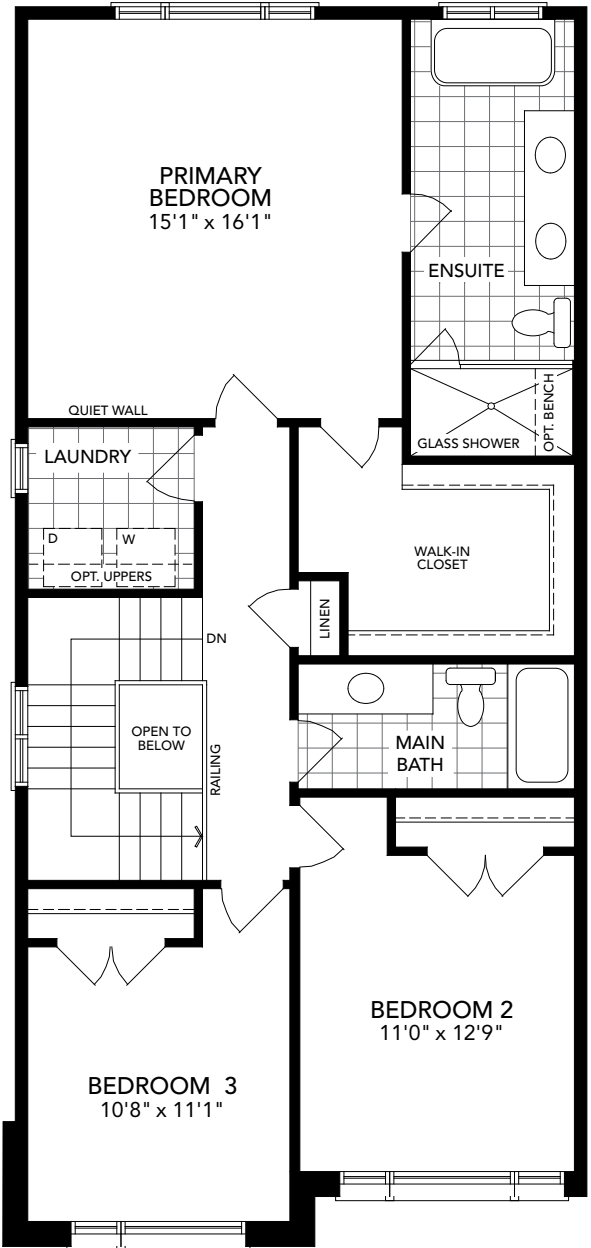 PRIMARY
BEDROOM
15'1" x 16'1"
ENSUITE
QUIET WALL
OPT. BENCH
GLASS SHOWER
LAUNDRY
D
W
OPT. UPPERS
WALK-IN
CLOSET
LINEN
DN
OPEN TO
BELOW
RAILING
MAIN
BATH
BEDROOM 2
11'0" x 12'9"
BEDROOM 3
10'8" x 11'1"